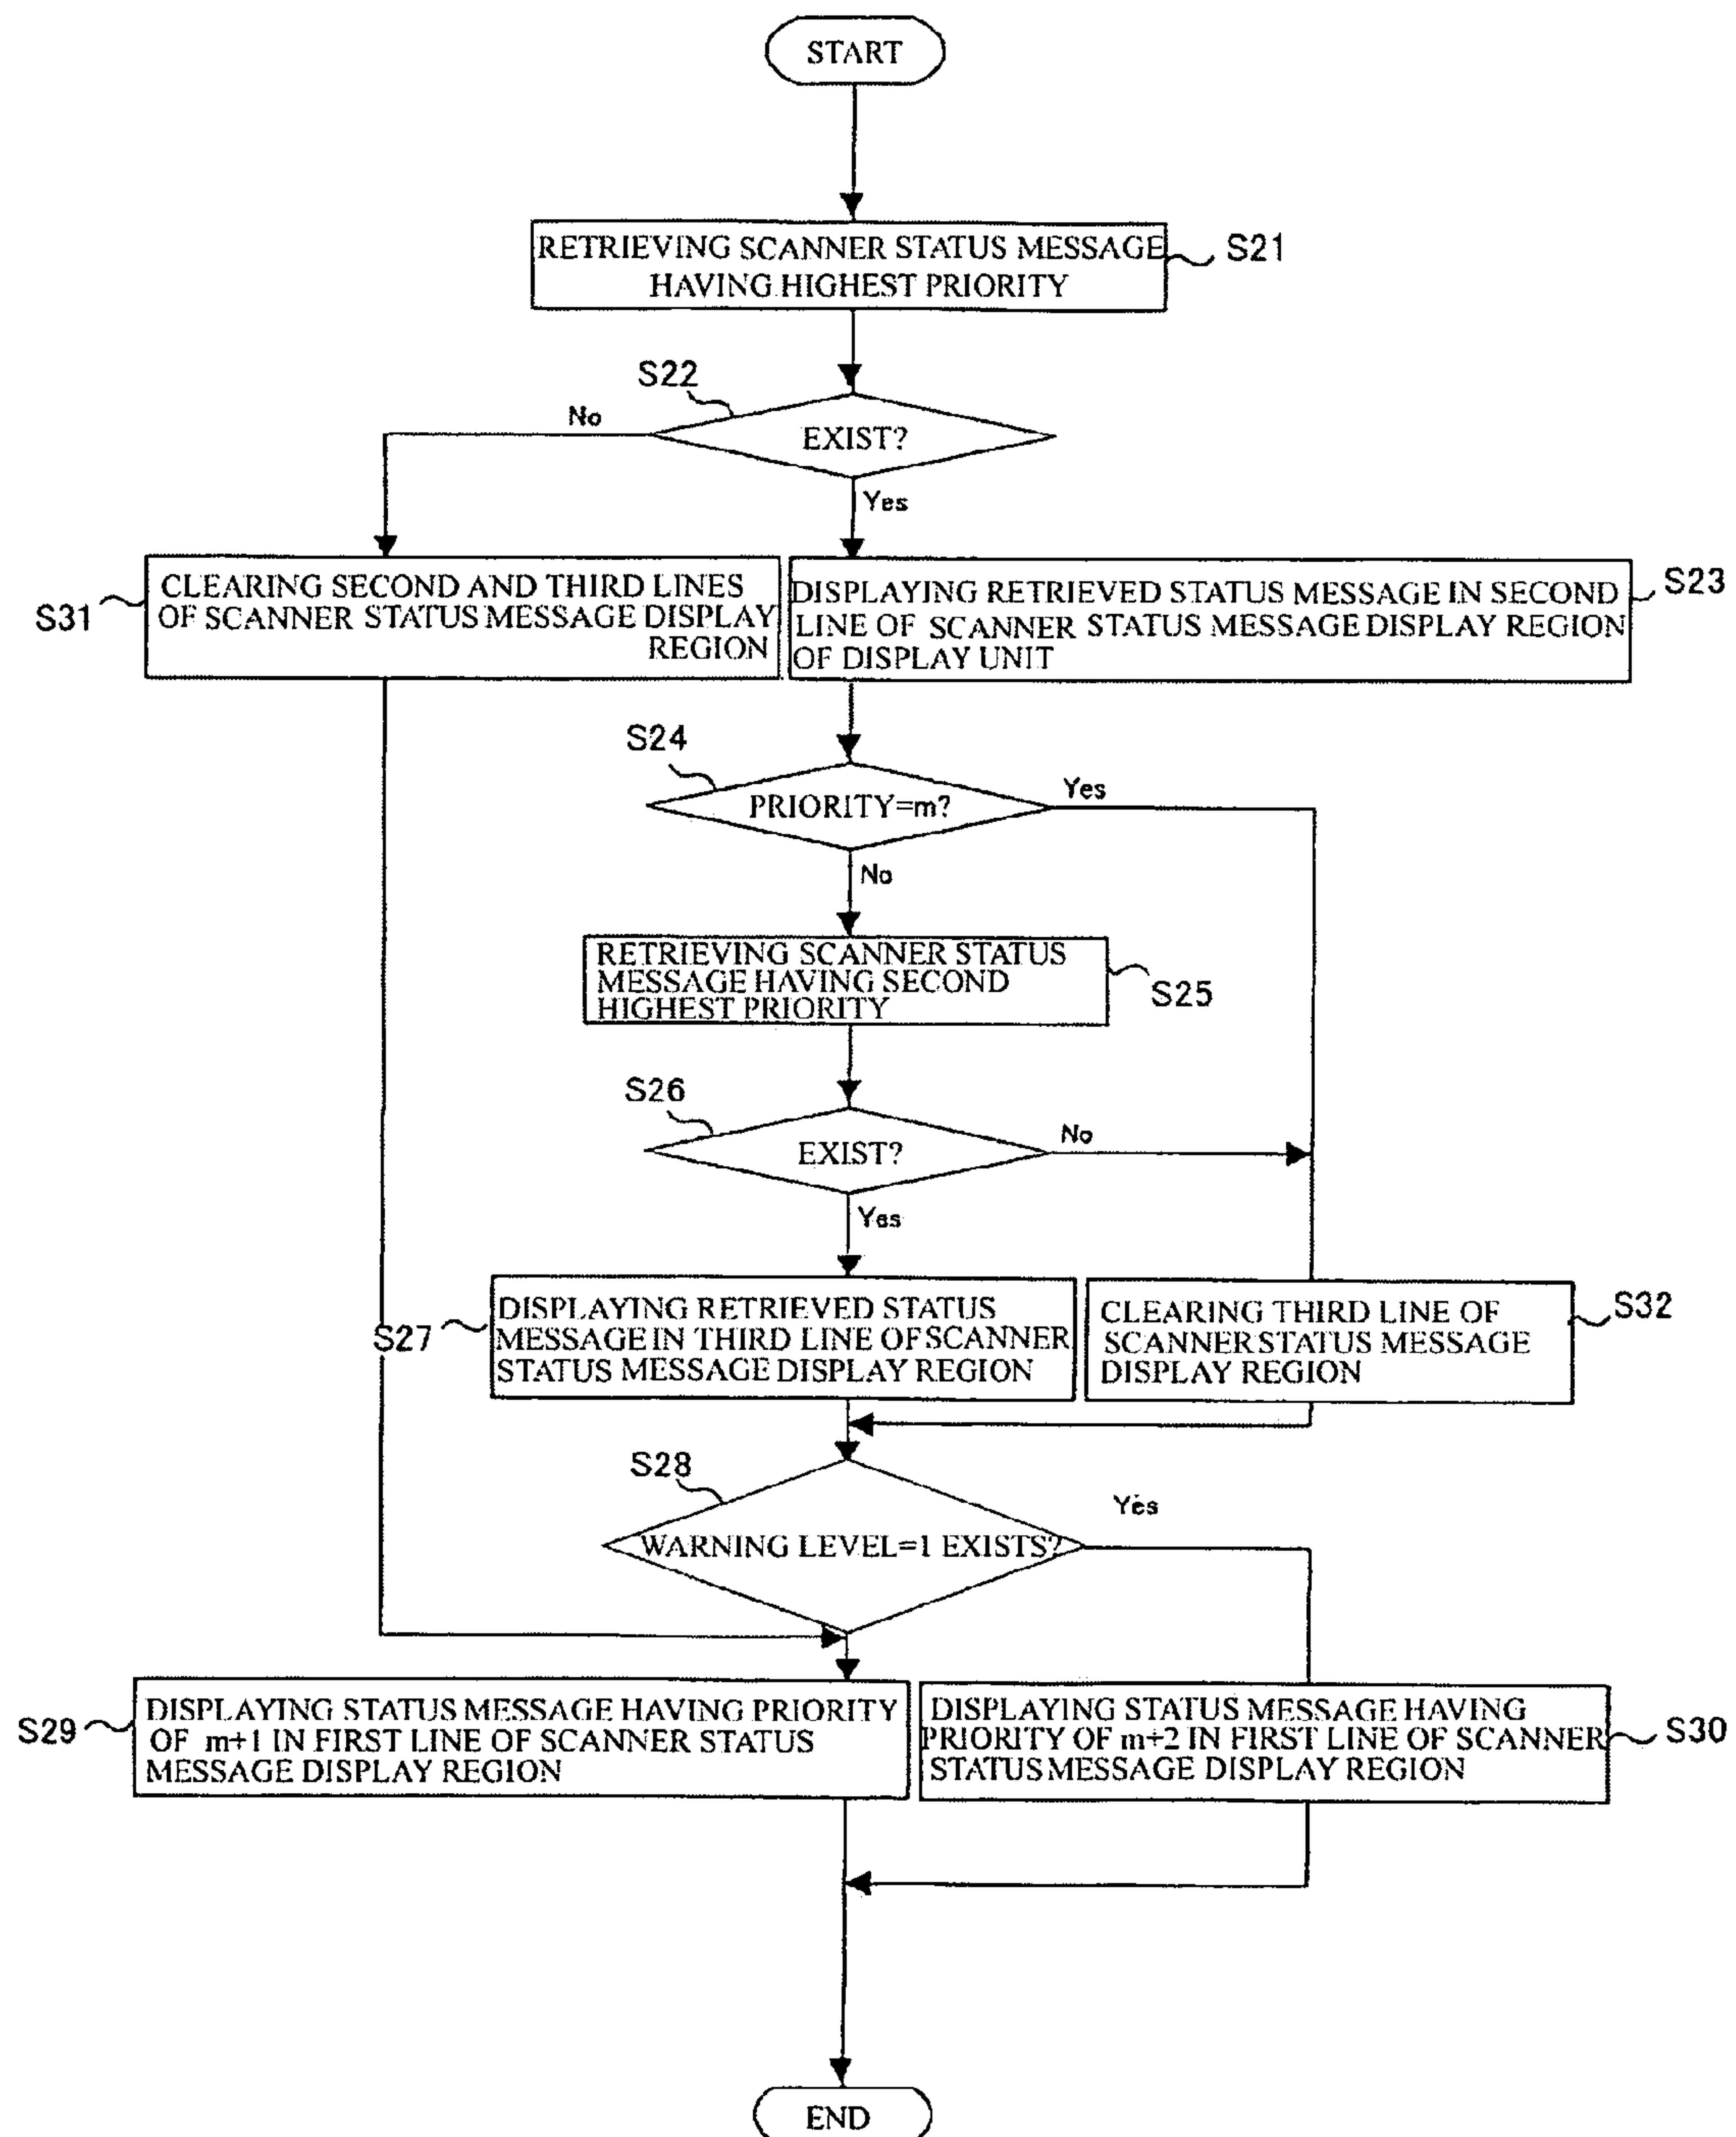 START
RETRIEVING SCANNER STATUS MESSAGE
HAVING HIGHEST PRIORITY
S21
S22
EXIST?
No
Yes
S31
CLEARING SECOND AND THIRD LINES
OF SCANNER STATUS MESSAGE DISPLAY
REGION
DISPLAYING RETRIEVED STATUS MESSAGE IN SECOND
LINE OF SCANNER STATUS MESSAGE DISPLAY REGION
OF DISPLAY UNIT
S23
S24
PRIORITY=m?
Yes
No
RETRIEVING SCANNER STATUS
MESSAGE HAVING SECOND
HIGHEST PRIORITY
S25
S26
EXIST?
No
Yes
S27
DISPLAYING RETRIEVED STATUS
MESSAGE IN THIRD LINE OF SCANNER
STATUS MESSAGE DISPLAY REGION
CLEARING THIRD LINE OF
SCANNER STATUS MESSAGE
DISPLAY REGION
S32
S28
WARNING LEVEL=1 EXISTS?
Yes
S29
DISPLAYING STATUS MESSAGE HAVING PRIORITY
OF m+1 IN FIRST LINE OF SCANNER STATUS
MESSAGE DISPLAY REGION
DISPLAYING STATUS MESSAGE HAVING
PRIORITY OF m+2 IN FIRST LINE OF SCANNER
STATUS MESSAGE DISPLAY REGION
S30
END